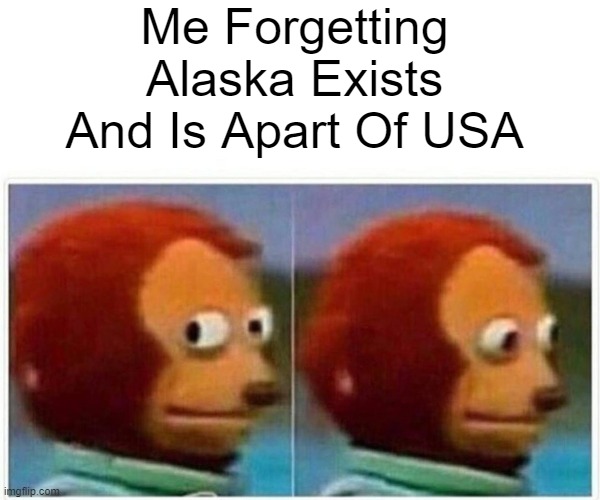 Me Forgetting
Alaska Exists
And Is Apart Of USA
imgflip.com